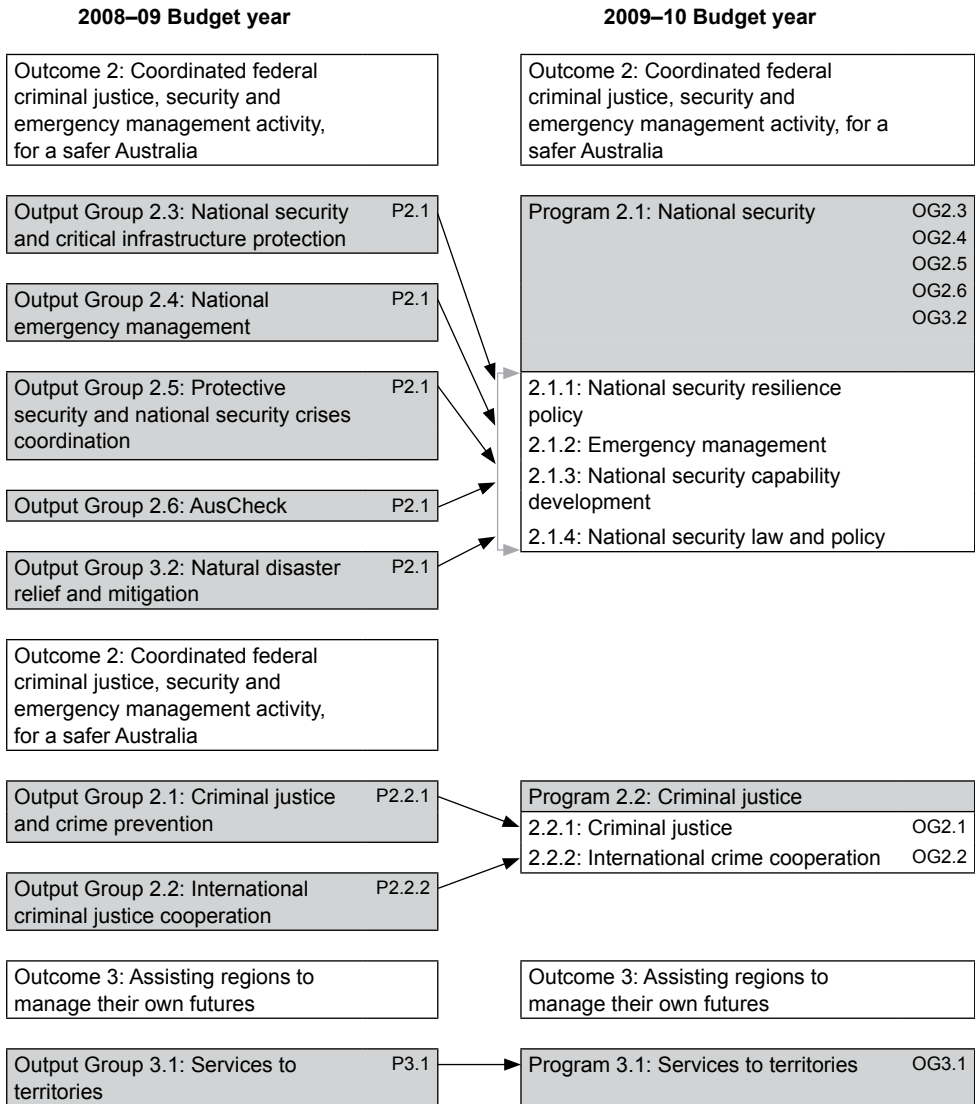 2008–09 Budget year
2009–10 Budget year
Outcome 2: Coordinated federal
criminal justice, security and
emergency management activity,
for a safer Australia
Outcome 2: Coordinated federal
criminal justice, security and
emergency management activity, for a
safer Australia
Output Group 2.3: National security P2.1
and critical infrastructure protection
Output Group 2.4: National P2.1
emergency management
Output Group 2.5: Protective P2.1
security and national security crises
coordination
Output Group 2.6: AusCheck P2.1
Output Group 3.2: Natural disaster P2.1
relief and mitigation
Program 2.1: National security OG2.3
OG2.4
OG2.5
OG2.6
OG3.2
2.1.1: National security resilience
policy
2.1.2: Emergency management
2.1.3: National security capability
development
2.1.4: National security law and policy
Outcome 2: Coordinated federal
criminal justice, security and
emergency management activity,
for a safer Australia
Output Group 2.1: Criminal justice P2.2.1
and crime prevention
Output Group 2.2: International P2.2.2
criminal justice cooperation
Program 2.2: Criminal justice
2.2.1: Criminal justice OG2.1
2.2.2: International crime cooperation OG2.2
Outcome 3: Assisting regions to
manage their own futures
Outcome 3: Assisting regions to
manage their own futures
Output Group 3.1: Services to P3.1
territories
Program 3.1: Services to territories OG3.1